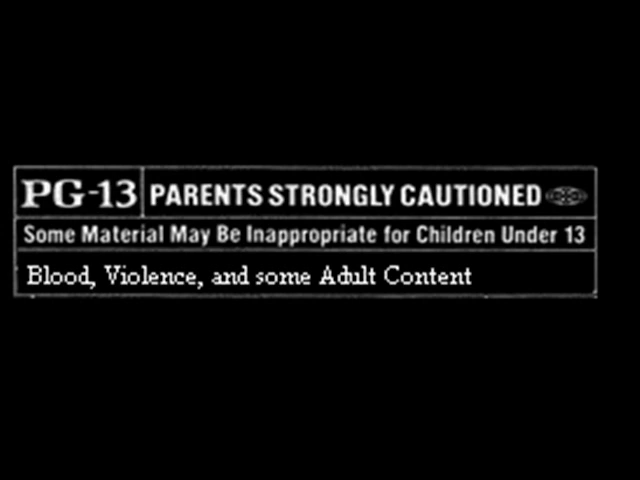 PG-13 PARENTS STRONGLY CAUTIONED
Some Material May Be Inappropriate for Children Under 13
Blood, Violence, and some Adult Content